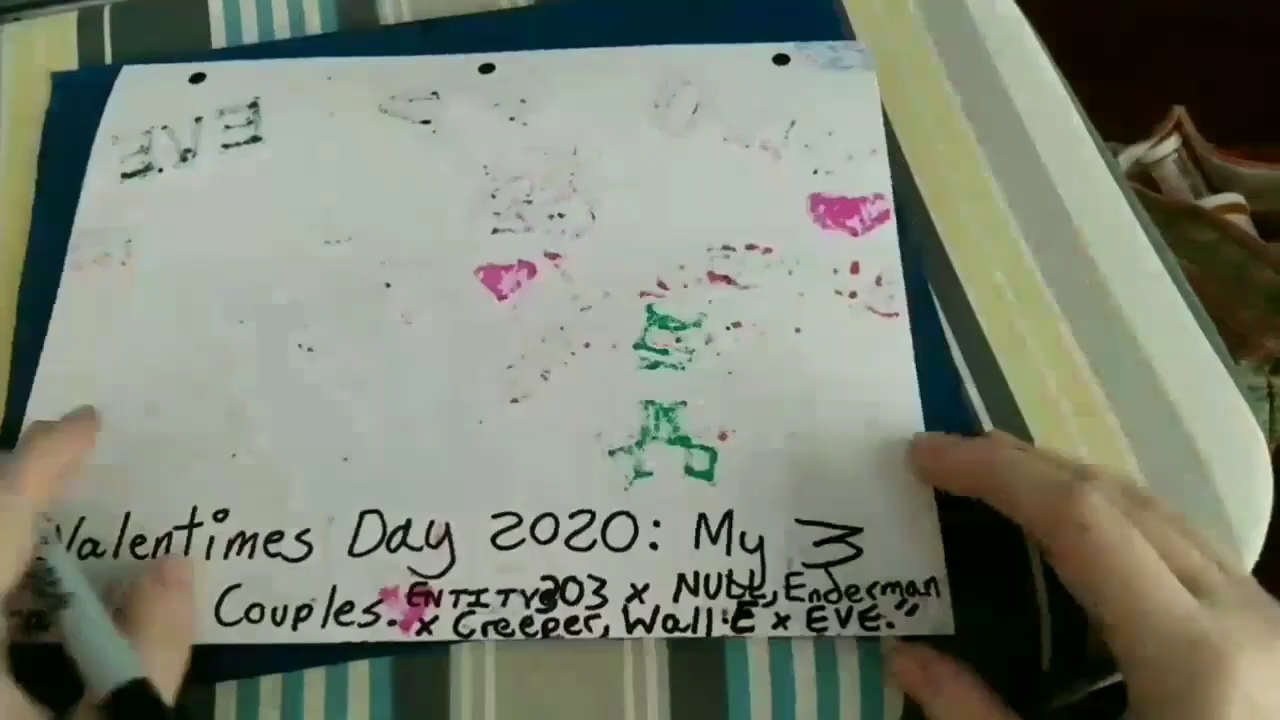 EVE
Valentimes Day 2020: My 3
Couples. ENTITY303 x NULL, Enderman
x Creeper, Wall·E x EVE."